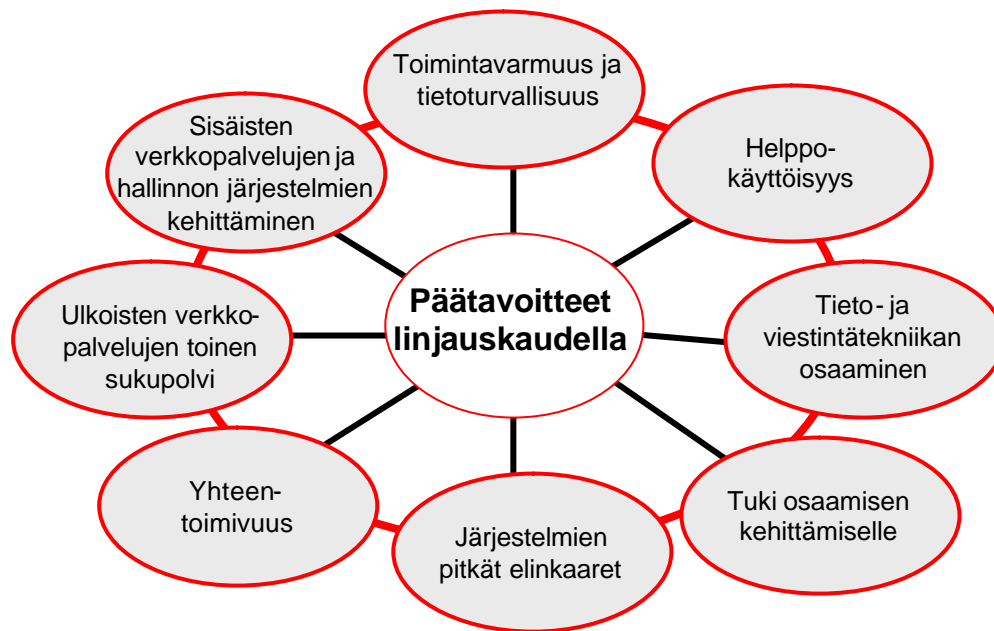 Toimintavarmuus ja
tietoturvallisuus
Helppo-
käyttöisyys
Tieto- ja
viestintätekniikan
osaaminen
Tuki osaamisen
kehittämiselle
Järjestelmien
pitkät elinkaaret
Yhteen-
toimivuus
Ulkoisten verkko-
palvelujen toinen
sukupolvi
Sisäisten
verkkopalvelujen ja
hallinnon järjestelmien
kehittäminen
Päätavoitteet
linjauskaudella